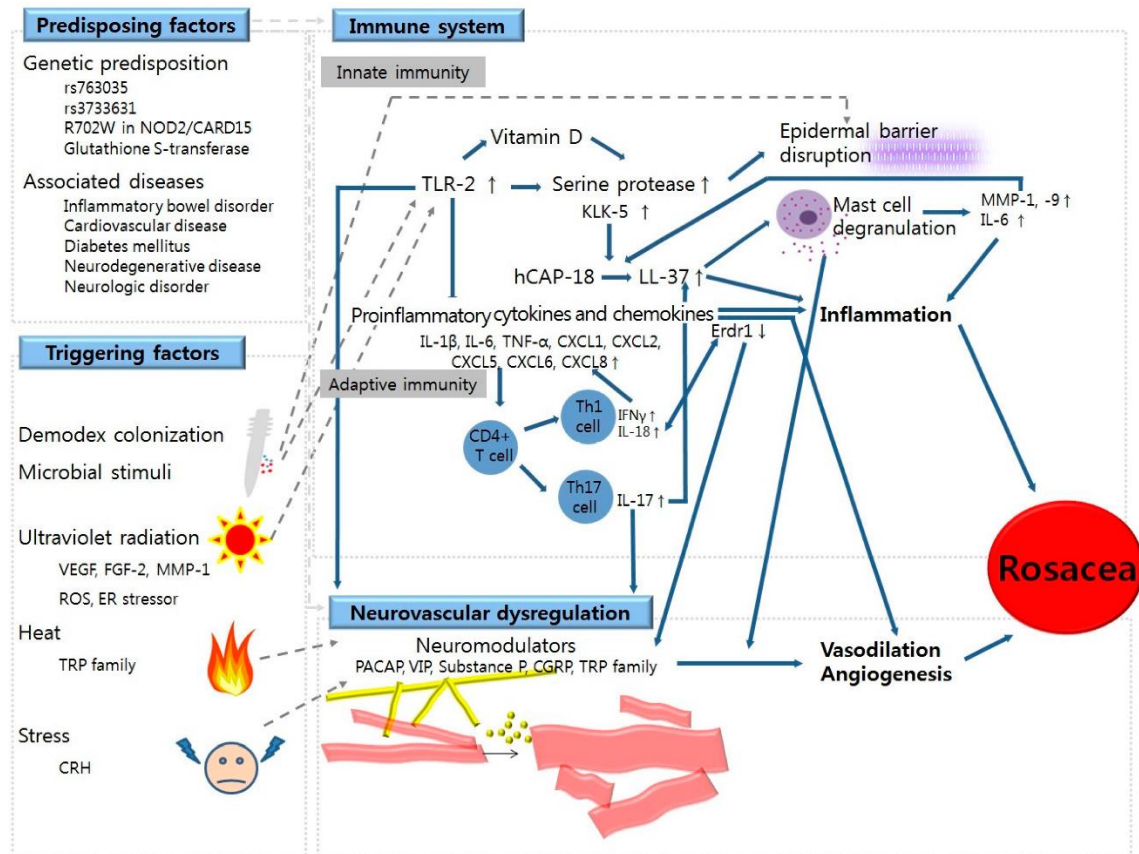 Predisposing factors
Genetic predisposition
rs763035
rs3733631
R702W in NOD2/CARD15
Glutathione S-transferase
Associated diseases
Inflammatory bowel disorder
Cardiovascular disease
Diabetes mellitus
Neurodegenerative disease
Neurologic disorder
Triggering factors
Demodex colonization
Microbial stimuli
Ultraviolet radiation
VEGF, FGF-2, MMP-1
ROS, ER stressor
Heat
TRP family
Stress
CRH
Immune system
Innate immunity
Vitamin D
TLR-2 ↑
Serine protease ↑
KLK-5 ↑
Epidermal barrier
disruption
Mast cell
degranulation
MMP-1, -9 ↑
IL-6 ↑
hCAP-18
LL-37 ↑
Proinflammatory cytokines and chemokines
IL-1β, IL-6, TNF-α, CXCL1, CXCL2,
CXCL5, CXCL6, CXCL8 ↑
Erdr1 ↓
Inflammation
Adaptive immunity
CD4+
T cell
Th1
cell
IFNγ ↑
IL-18 ↑
Th17
cell
IL-17 ↑
Rosacea
Neurovascular dysregulation
Neuromodulators
PACAP, VIP, Substance P, CGRP, TRP family
Vasodilation
Angiogenesis